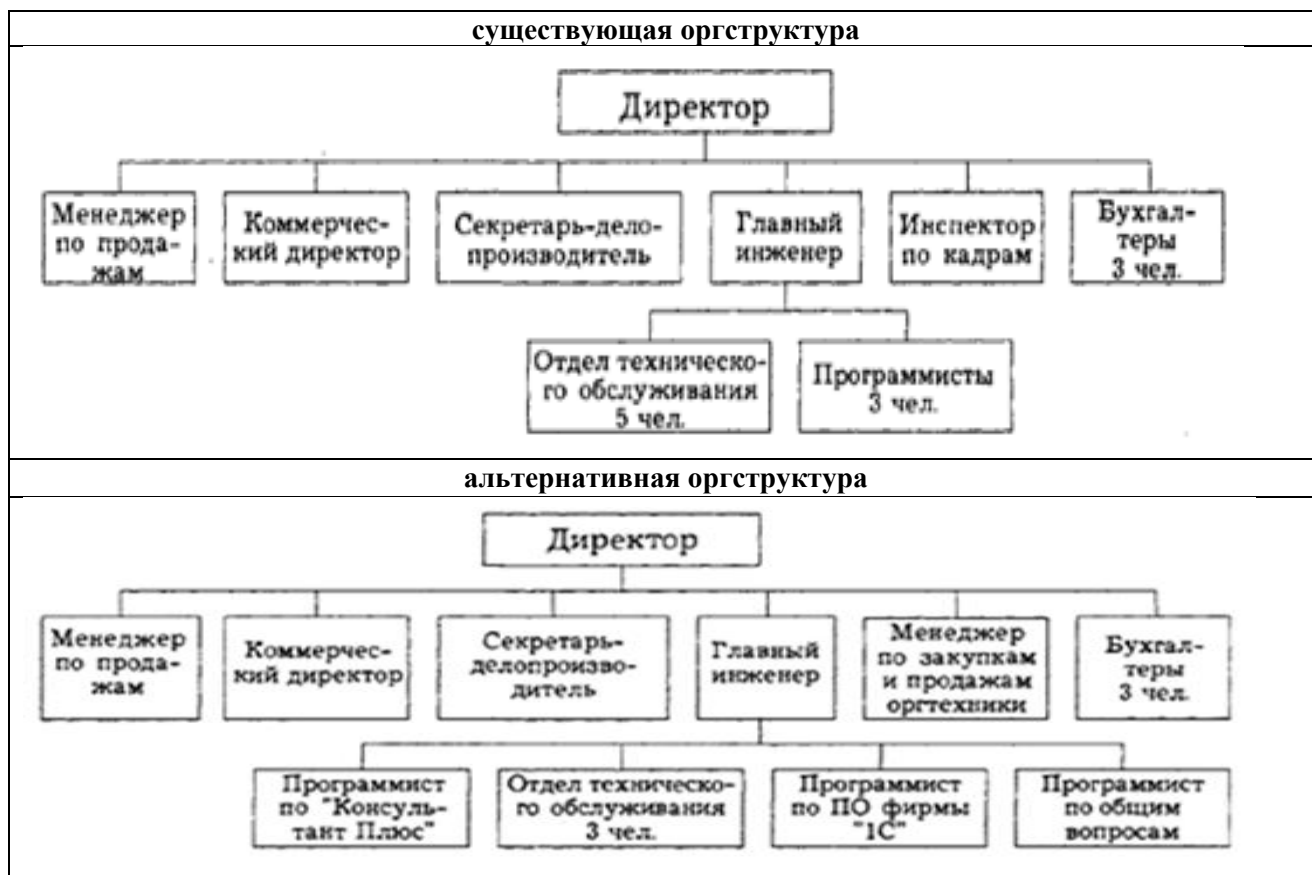 существующая оргструктура
Директор
Менеджер
по прода-
жам
Коммерчес-
кий директор
Секретарь-дело-
производитель
Главный
инженер
Инспектор
по кадрам
Бухгал-
теры
3 чел.
Отдел техническо-
го обслуживания
5 чел.
Программисты
3 чел.
альтернативная оргструктура
Директор
Менеджер
по прода-
жам
Коммерчес-
кий директор
Секретарь-
делопроизво-
дитель
Главный
инженер
Менеджер
по закупкам
и продажам
оргтехники
Бухгал-
теры
3 чел.
Программист
по "Консуль-
тант Плюс"
Отдел техническо-
го обслуживания
3 чел.
Программист
по ПО фирмы
"1С"
Программист
по общим
вопросам